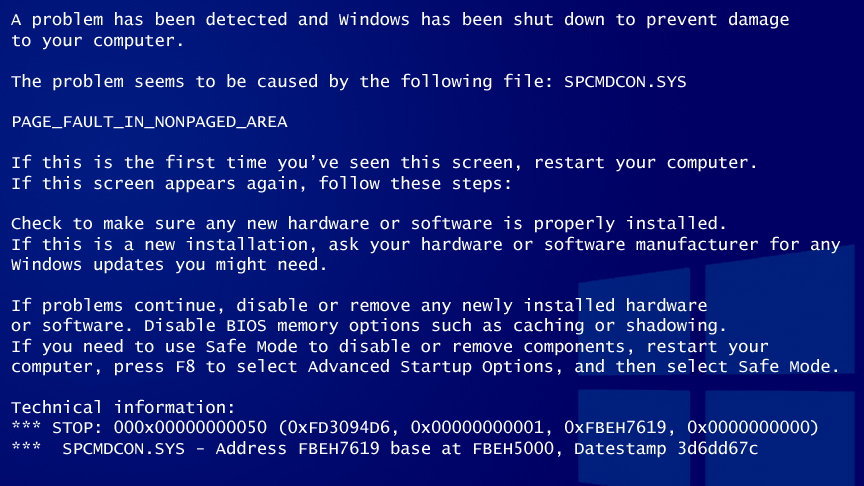 A problem has been detected and Windows has been shut down to prevent damage
to your computer.
The problem seems to be caused by the following file: SPCMDCON.SYS
PAGE_FAULT_IN_NONPAGED_AREA
If this is the first time you’ve seen this screen, restart your computer.
If this screen appears again, follow these steps:
Check to make sure any new hardware or software is properly installed.
If this is a new installation, ask your hardware or software manufacturer for any
Windows updates you might need.
If problems continue, disable or remove any newly installed hardware
or software. Disable BIOS memory options such as caching or shadowing.
If you need to use Safe Mode to disable or remove components, restart your
computer, press F8 to select Advanced Startup Options, and then select Safe Mode.
Technical information:
*** STOP: 000x00000000050 (0xFD3094D6, 0x00000000001, 0xFBEH7619, 0x0000000000)
***  SPCMDCON.SYS - Address FBEH7619 base at FBEH5000, Datestamp 3d6dd67c